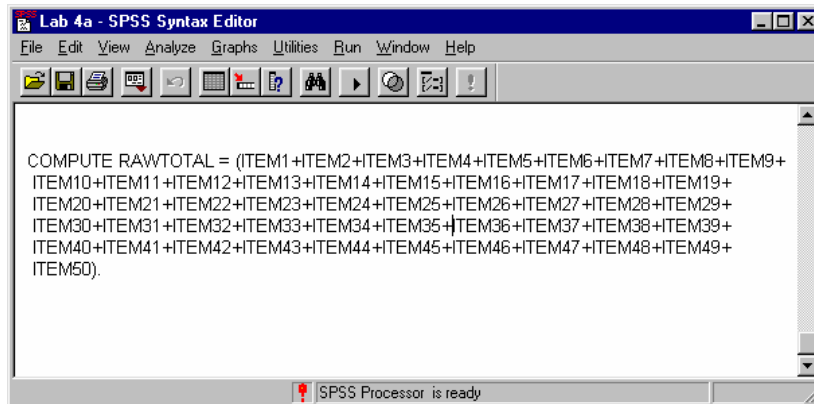 Lab 4a - SPSS Syntax Editor
File Edit View Analyze Graphs Utilities Run Window Help
COMPUTE RAWTOTAL = (ITEM1+ITEM2+ITEM3+ITEM4+ITEM5+ITEM6+ITEM7+ITEM8+ITEM9+
ITEM10+ITEM11+ITEM12+ITEM13+ITEM14+ITEM15+ITEM16+ITEM17+ITEM18+ITEM19+
ITEM20+ITEM21+ITEM22+ITEM23+ITEM24+ITEM25+ITEM26+ITEM27+ITEM28+ITEM29+
ITEM30+ITEM31+ITEM32+ITEM33+ITEM34+ITEM35+ITEM36+ITEM37+ITEM38+ITEM39+
ITEM40+ITEM41+ITEM42+ITEM43+ITEM44+ITEM45+ITEM46+ITEM47+ITEM48+ITEM49+
ITEM50).
SPSS Processor is ready